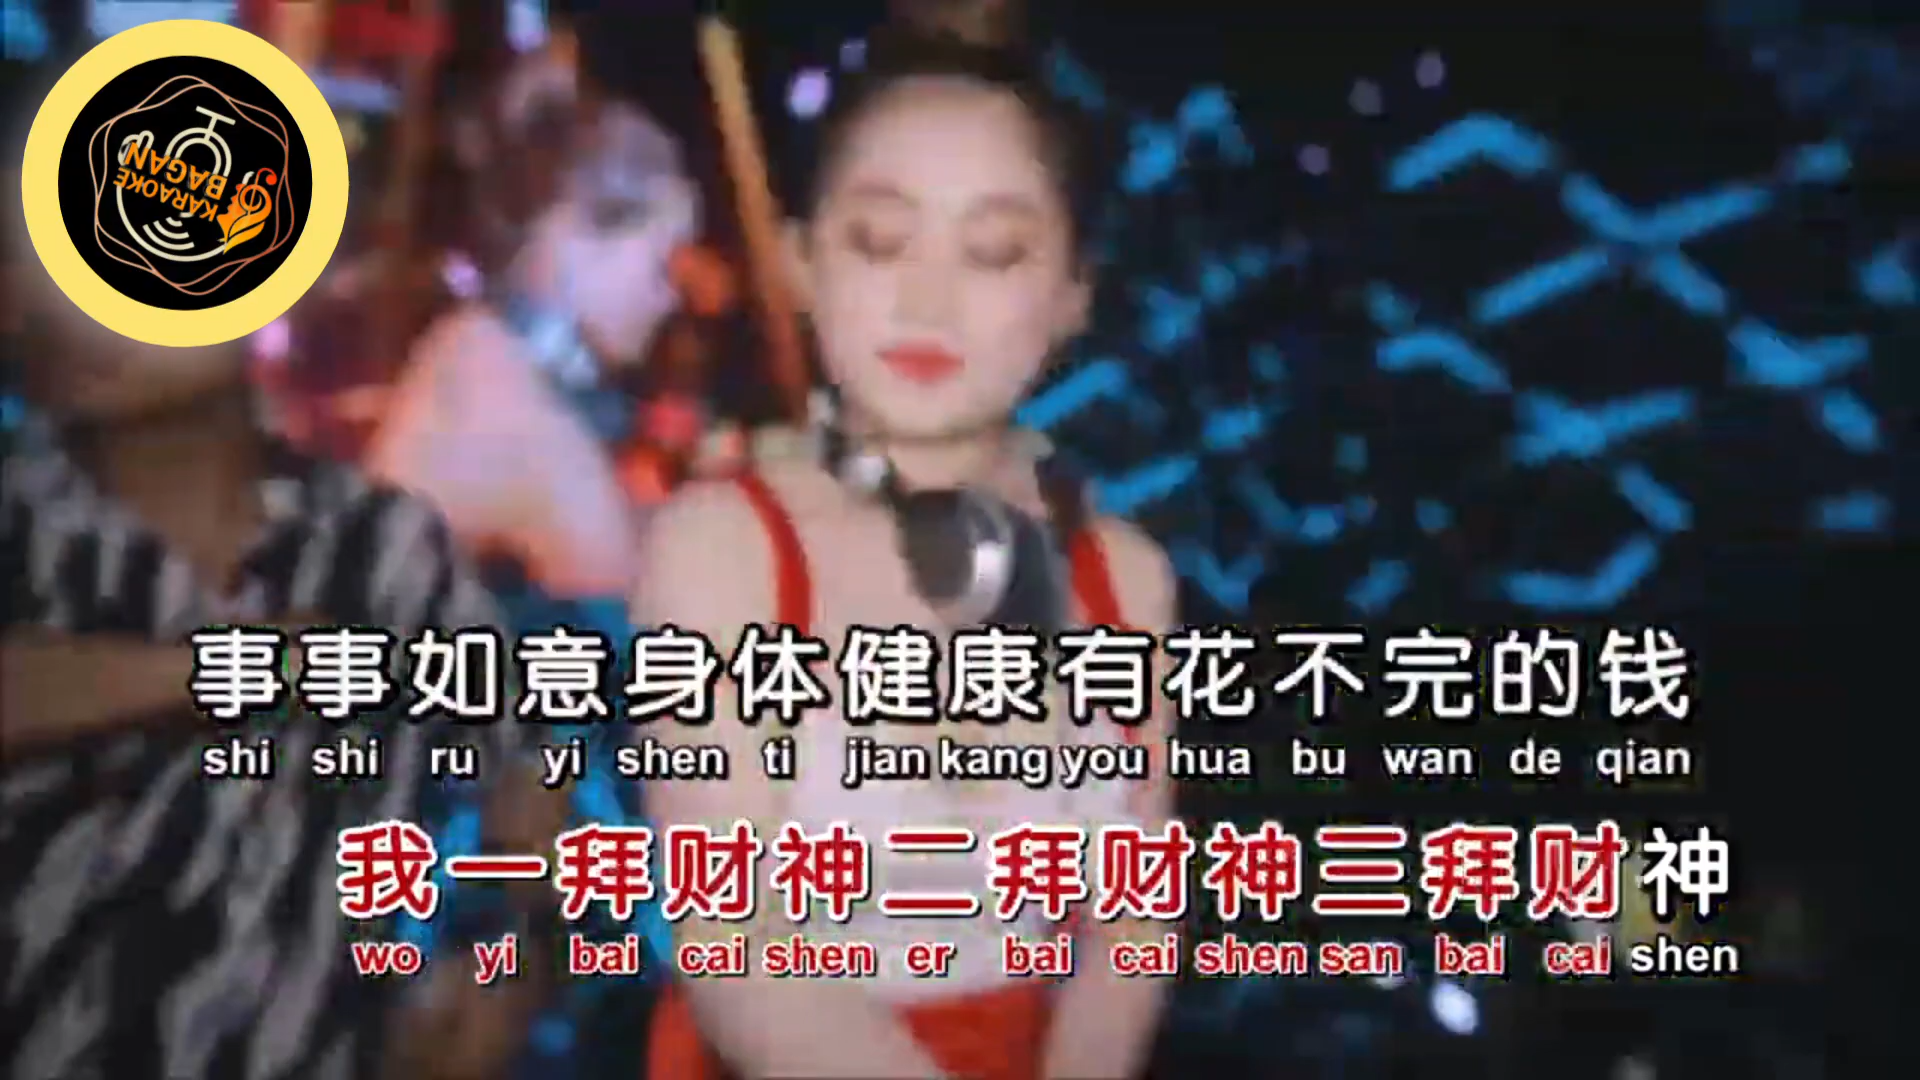 KARAOKE
BAGAN
事事如意身体健康有花不完的钱
shi shi ru yi shen ti jian kang you hua bu wan de qian
我一拜财神二拜财神三拜财神
wo yi bai cai shen er bai cai shen san bai cai shen